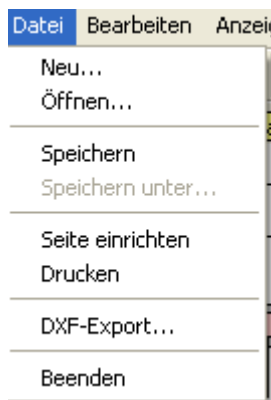 Datei Bearbeiten
Neu...
Öffnen...
Speichern
Speichern unter...
Seite einrichten
Drucken
DXF-Export...
Beenden